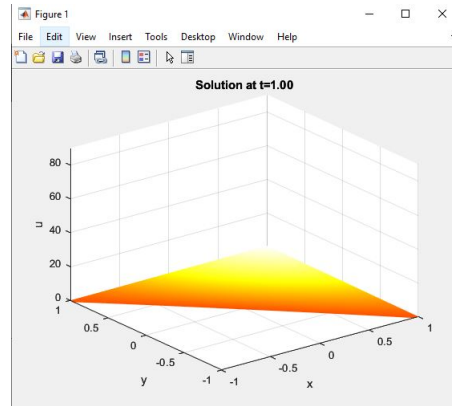 Figure 1
File Edit View Insert Tools Desktop Window Help
Solution at t=1.00
80
60
40
20
0
u
1
0.5
0
-0.5
-1
y
-1
-0.5
0
0.5
1
x